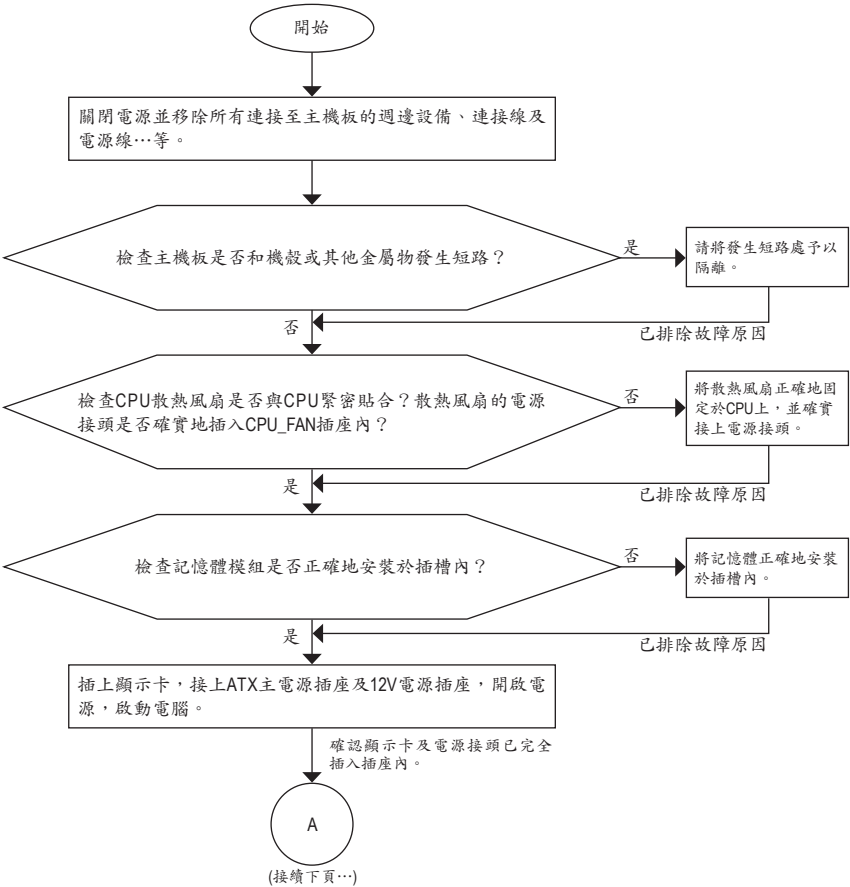 開始
關閉電源並移除所有連接至主機板的週邊設備、連接線及
電源線…等。
檢查主機板是否和機殼或其他金屬物發生短路？
是
請將發生短路處予以
隔離。
否
已排除故障原因
檢查CPU散熱風扇是否與CPU緊密貼合？散熱風扇的電源
接頭是否確實地插入CPU_FAN插座內？
否
將散熱風扇正確地固
定於CPU上，並確實
接上電源接頭。
是
已排除故障原因
檢查記憶體模組是否正確地安裝於插槽內？
否
將記憶體正確地安裝
於插槽內。
是
已排除故障原因
插上顯示卡，接上ATX主電源插座及12V電源插座，開啟電
源，啟動電腦。
確認顯示卡及電源接頭已完全
插入插座內。
A
(接續下頁…)